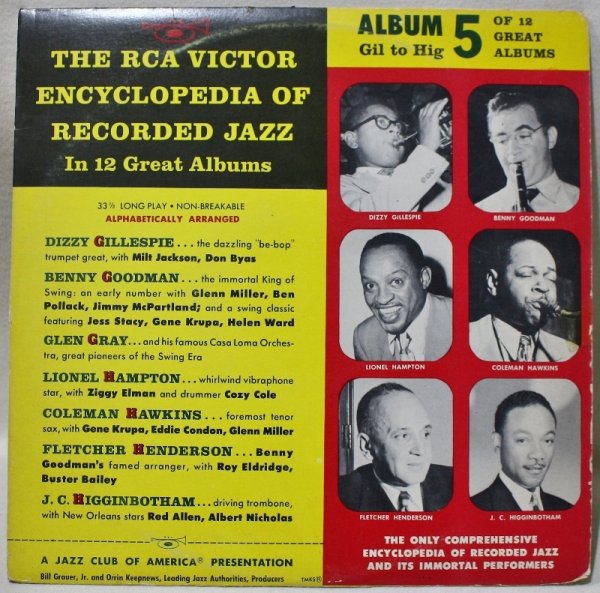 THE RCA VICTOR
ENCYCLOPEDIA OF
RECORDED JAZZ
In 12 Great Albums
ALBUM 5 OF 12
Gil to Hig GREAT
ALBUMS
33⅓ LONG PLAY • NON-BREAKABLE
ALPHABETICALLY ARRANGED
DIZZY GILLESPIE... the dazzling "be-bop"
trumpet great, with Milt Jackson, Don Byas
BENNY GOODMAN... the immortal King of
Swing: an early number with Glenn Miller, Ben
Pollack, Jimmy McPartland; and a swing classic
featuring Jess Stacy, Gene Krupa, Helen Ward
GLEN GRAY...and his famous Casa Loma Orches-
tra, great pioneers of the Swing Era
LIONEL HAMPTON... whirlwind vibraphone
star, with Ziggy Elman and drummer Cozy Cole
COLEMAN HAWKINS... foremost tenor
sax, with Gene Krupa, Eddie Condon, Glenn Miller
FLETCHER HENDERSON... Benny
Goodman's famed arranger, with Roy Eldridge,
Buster Bailey
J. C. HIGGINBOTHAM... driving trombone,
with New Orleans stars Red Allen, Albert Nicholas
A JAZZ CLUB OF AMERICA® PRESENTATION
Bill Grauer, Jr. and Orrin Keepnews, Leading Jazz Authorities, Producers
TMKS®
DIZZY GILLESPIE
BENNY GOODMAN
LIONEL HAMPTON
COLEMAN HAWKINS
FLETCHER HENDERSON
J. C. HIGGINBOTHAM
THE ONLY COMPREHENSIVE
ENCYCLOPEDIA OF RECORDED JAZZ
AND ITS IMMORTAL PERFORMERS